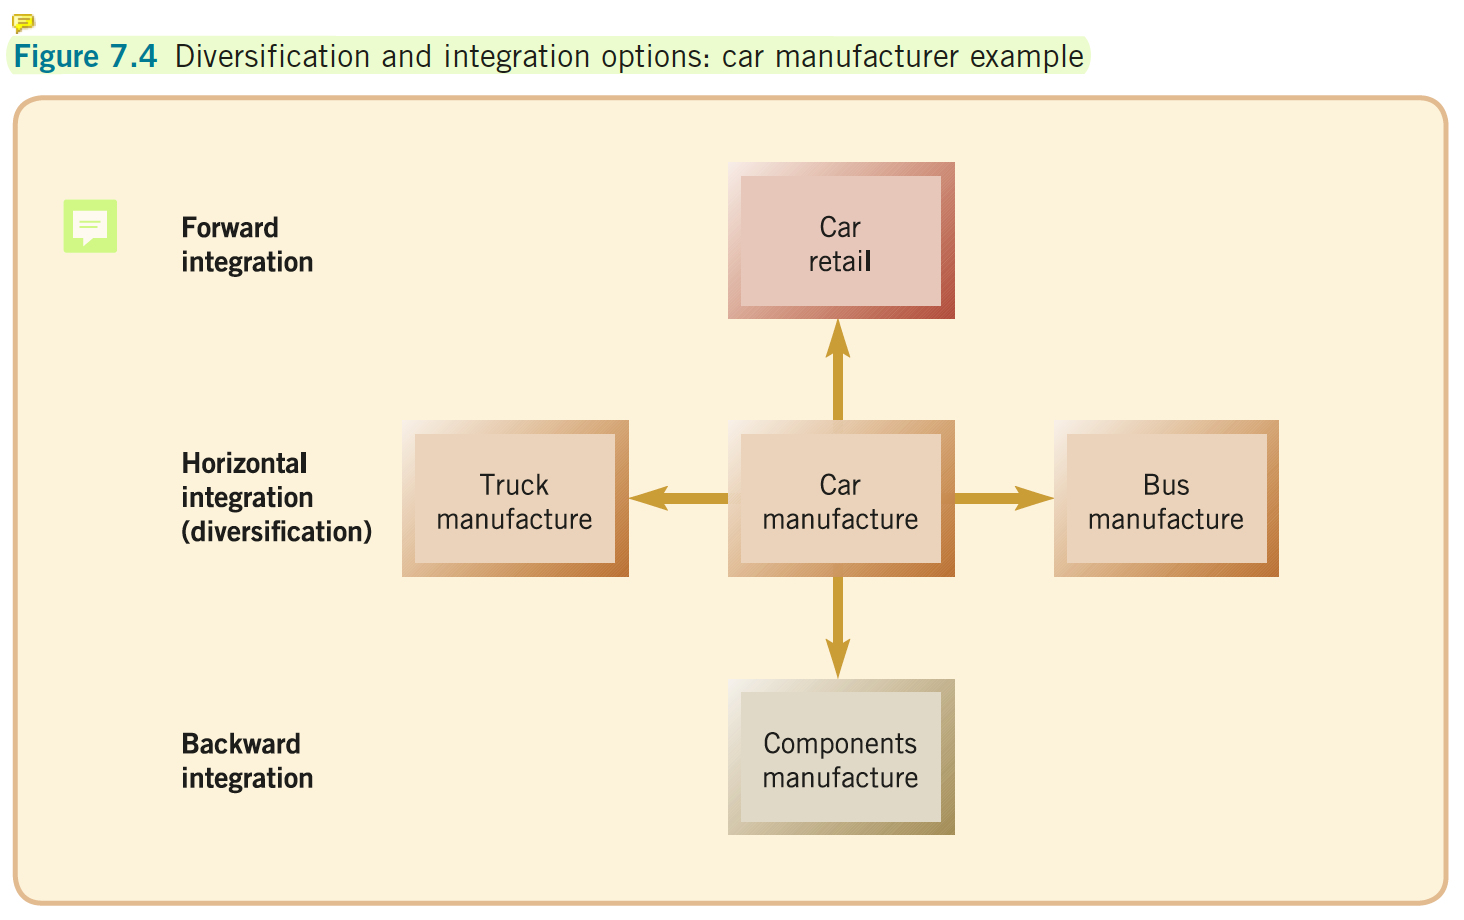 Figure 7.4 Diversification and integration options: car manufacturer example
Forward
integration
Car
retail
Horizontal
integration
(diversification)
Truck
manufacture
Car
manufacture
Bus
manufacture
Backward
integration
Components
manufacture